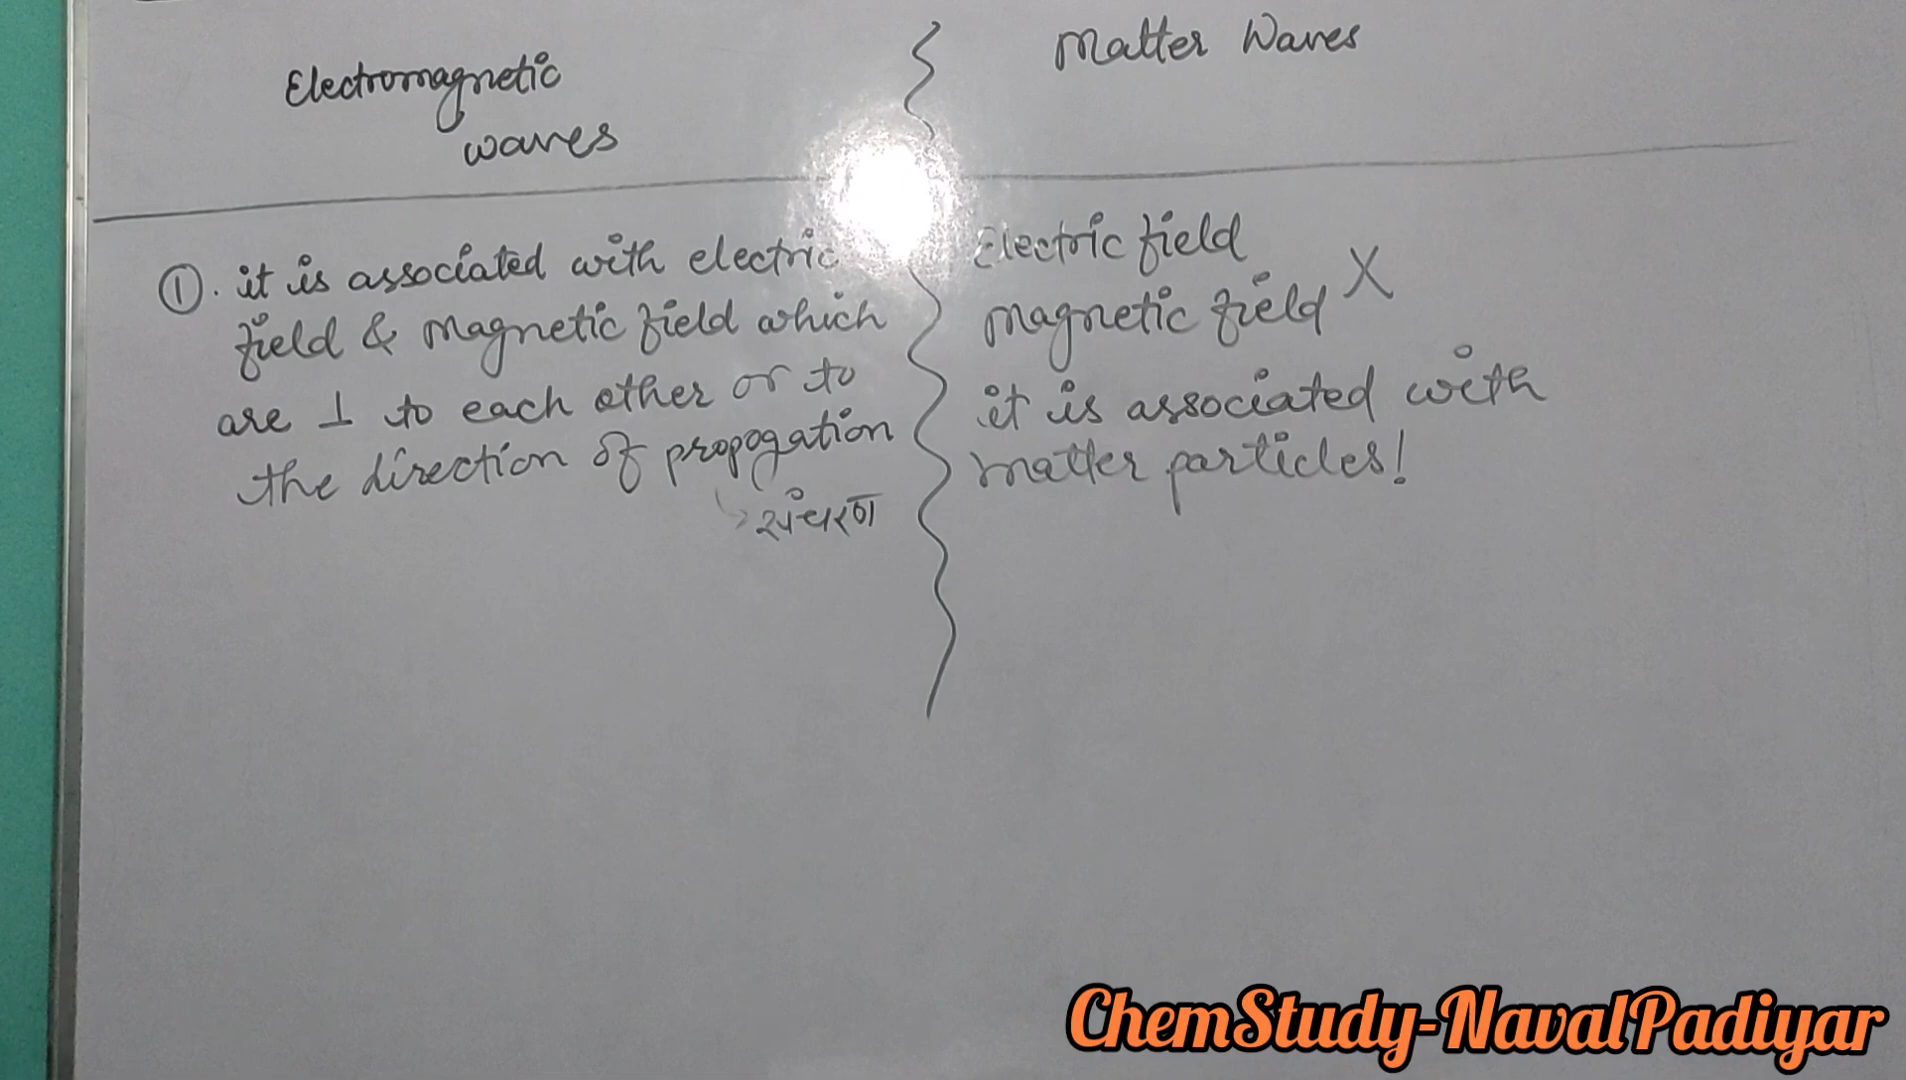 Electromagnetic
waves
Matter Waves
①. it is associated with electric
field & Magnetic field which
are ⊥ to each other or to
the direction of propogation
संचरण
Electric field
magnetic field X
it is associated with
matter particles!
ChemStudy-NavalPadiyar